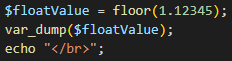 $floatValue = floor(1.12345);
var_dump($floatValue);
echo "</br>";